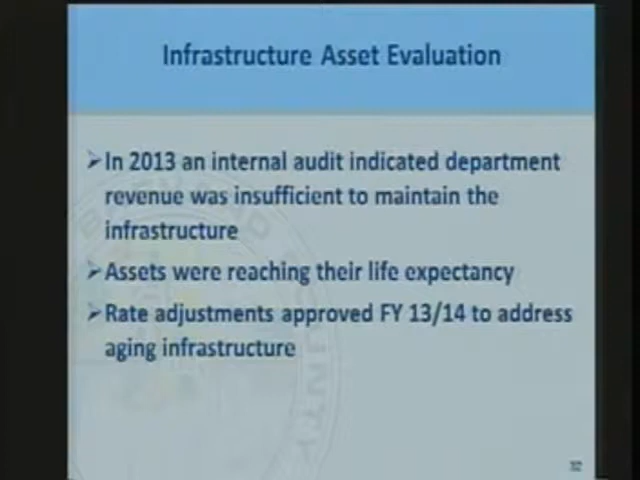 Infrastructure Asset Evaluation
➢In 2013 an internal audit indicated department
revenue was insufficient to maintain the
infrastructure
➢Assets were reaching their life expectancy
➢Rate adjustments approved FY 13/14 to address
aging infrastructure
COUNTY